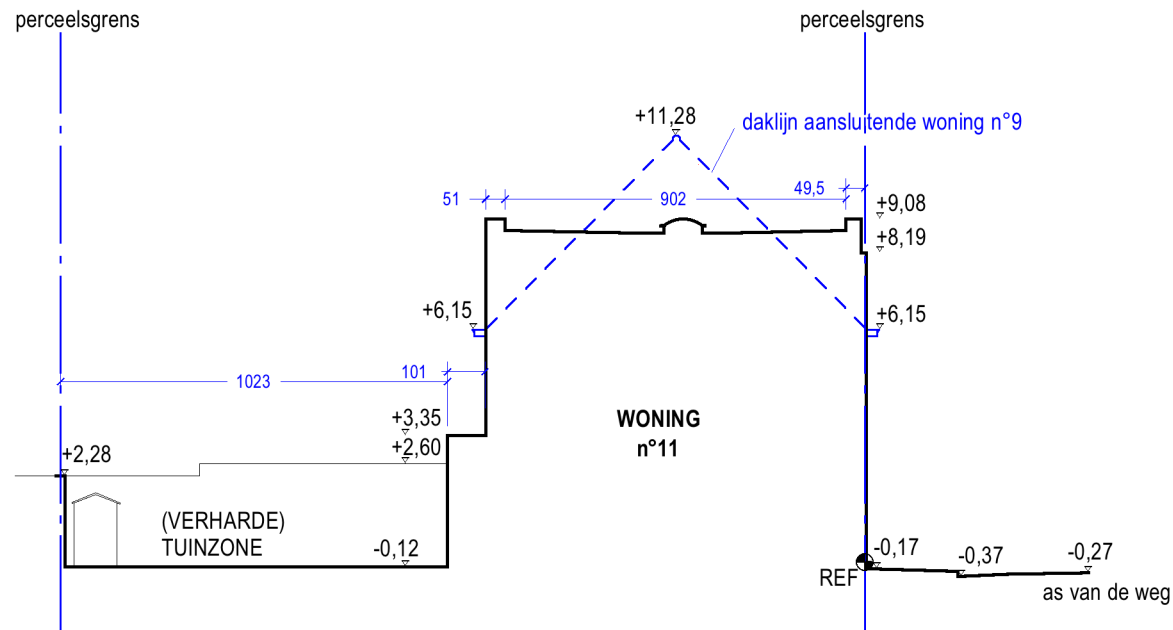 perceelsgrens
perceelsgrens
+11,28
daklijn aansluitende woning n°9
51
902
49,5
+9,08
+8,19
+6,15
+6,15
101
1023
+3,35
+2,60
+2,28
WONING
n°11
(VERHARDE)
TUINZONE
-0,12
-0,17
-0,37
-0,27
REF
as van de weg